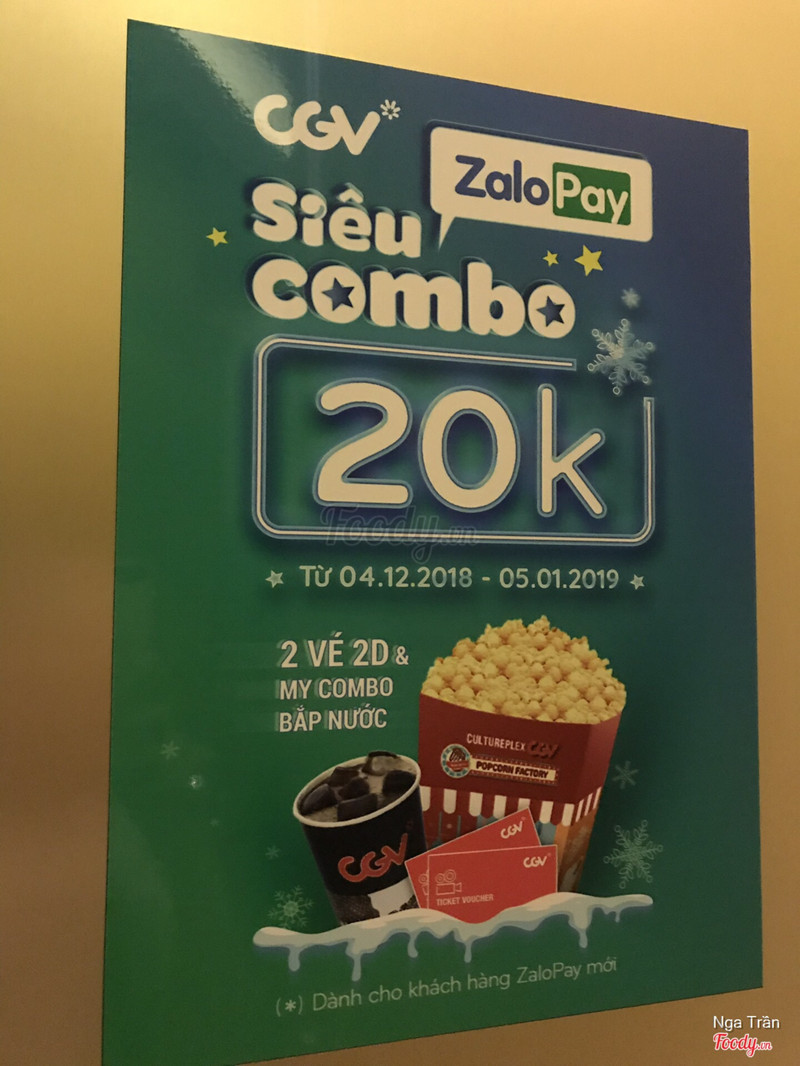 CGV*
ZaloPay
Siêu
combo
20k
Foody.vn
Từ 04.12.2018 - 05.01.2019
2 VÉ 2D &
MY COMBO
BẮP NƯỚC
CULTUREPLEX CGV
POPCORN FACTORY
CGV
CGV
CGV
TICKET VOUCHER
(*) Dành cho khách hàng ZaloPay mới
Nga Trần
Foody.vn